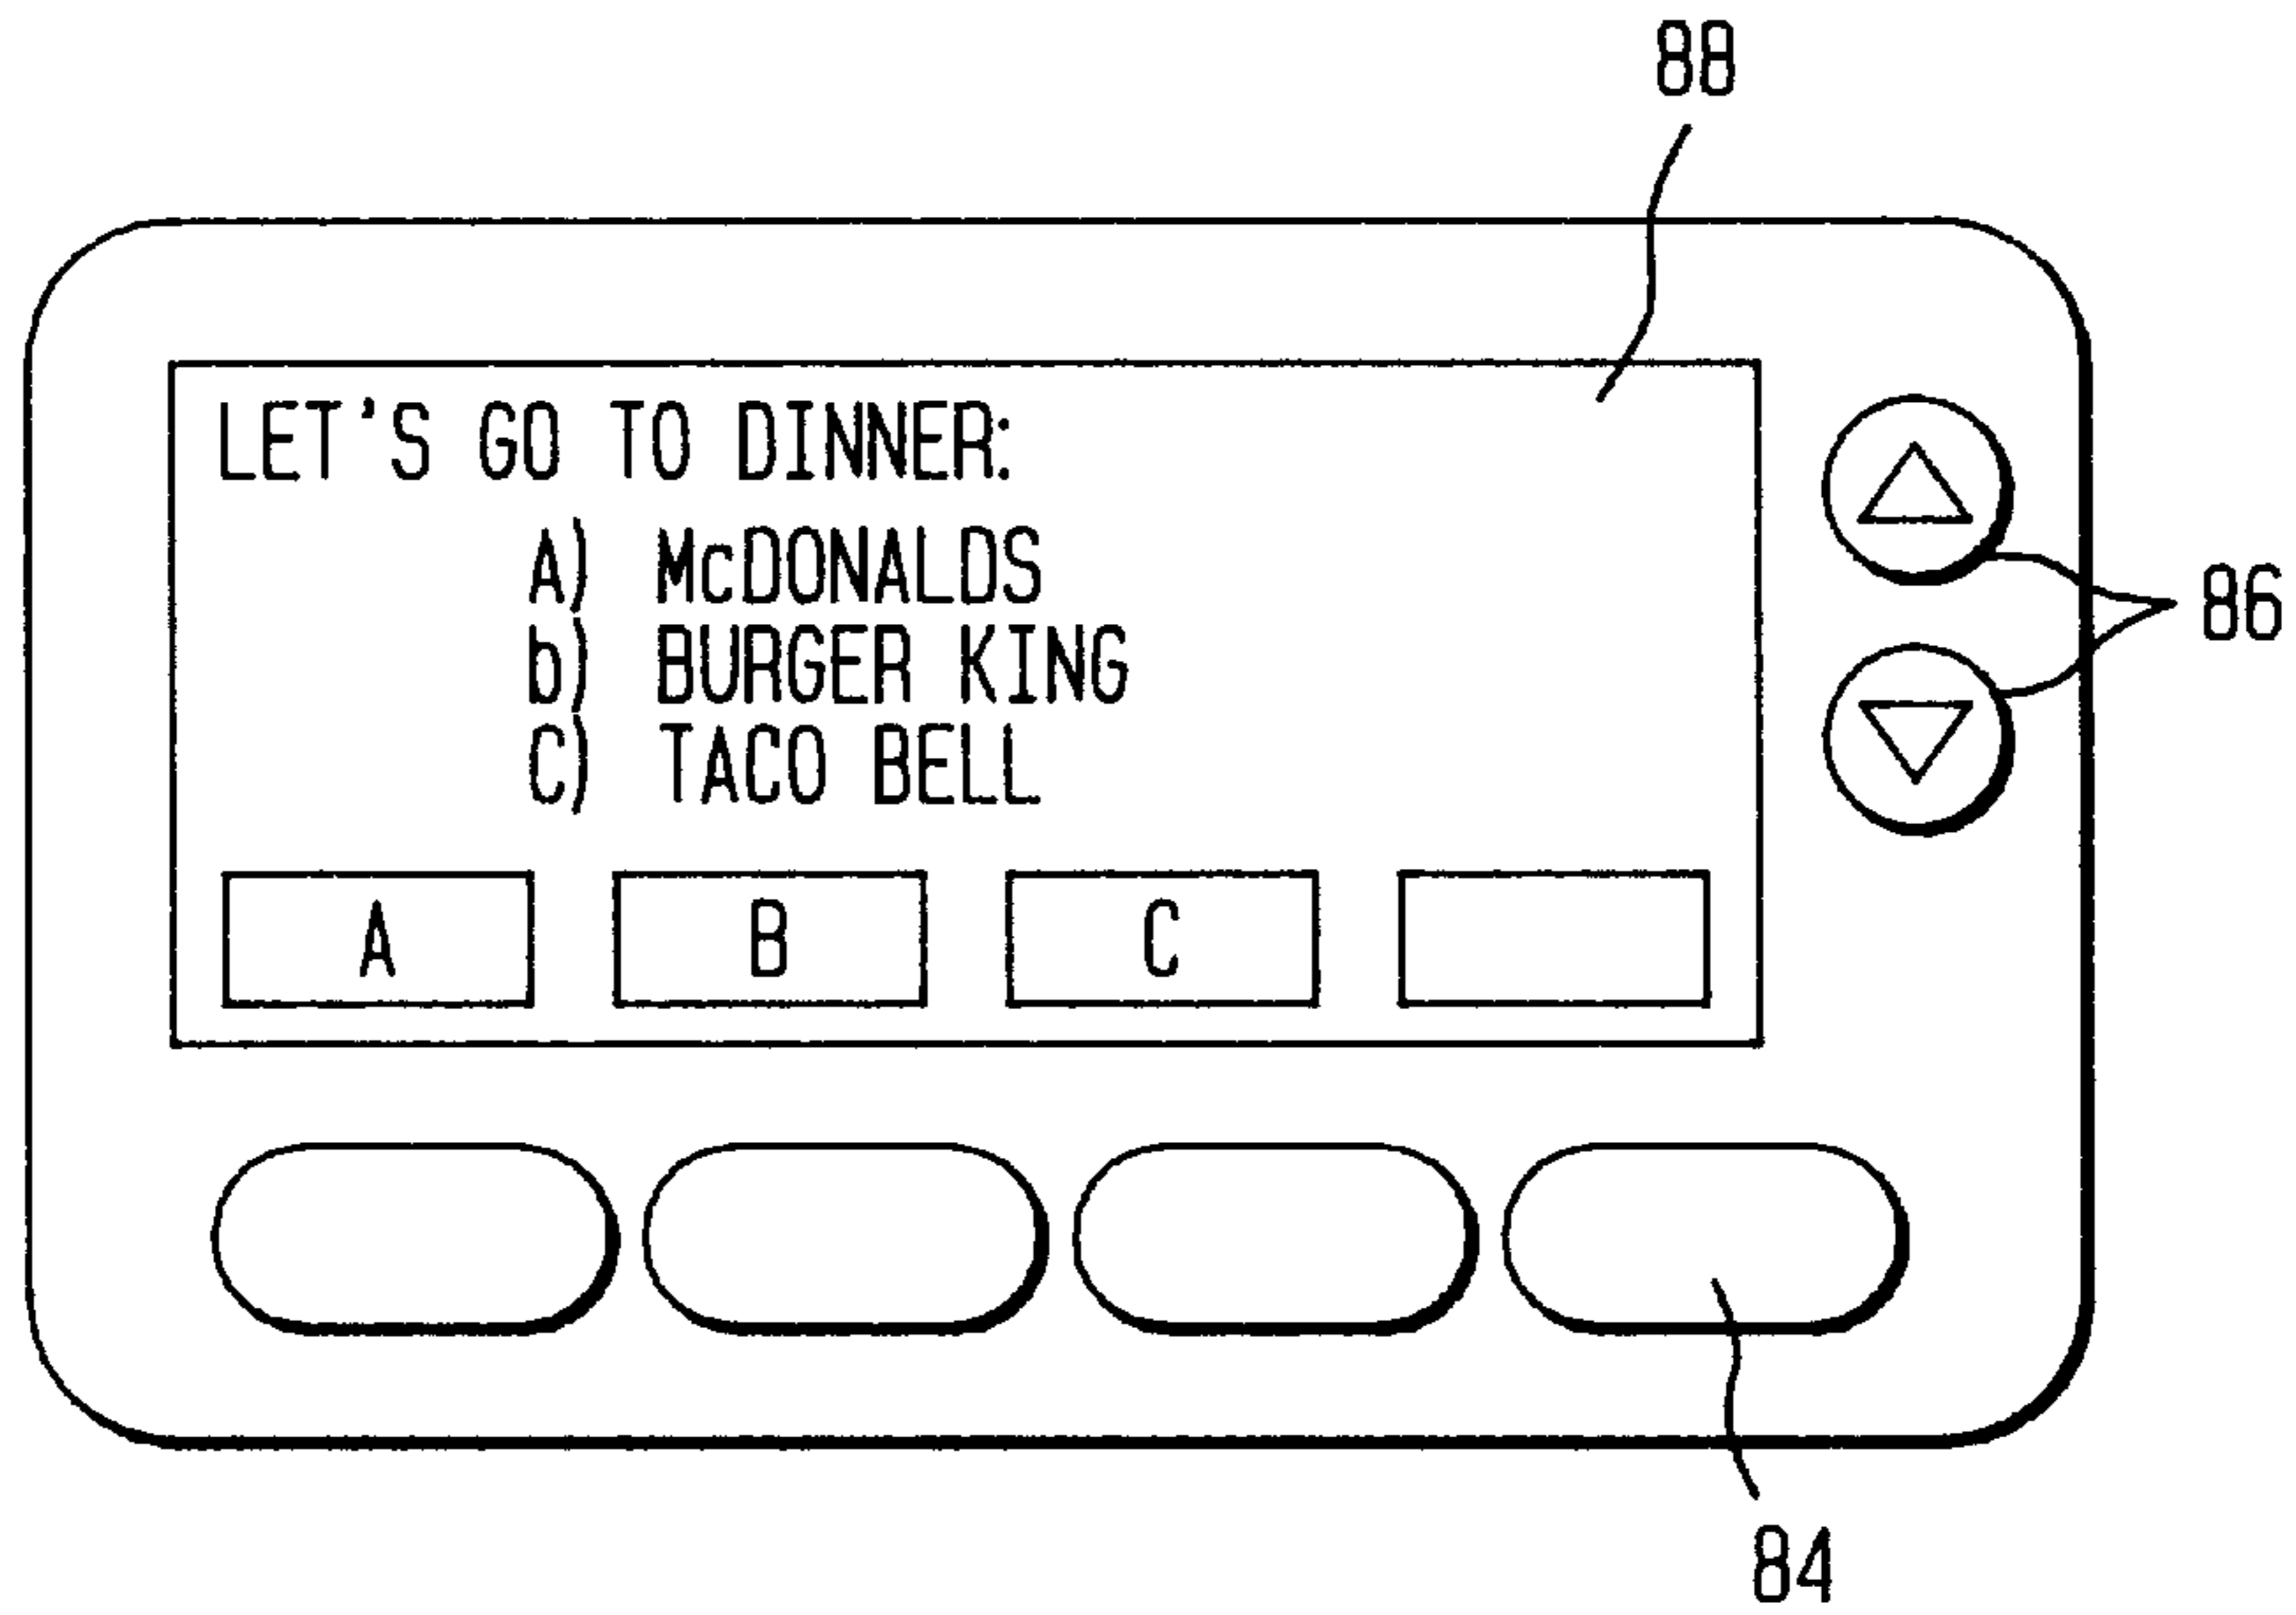 88
LET'S GO TO DINNER:
A) McDONALDS
b) BURGER KING
C) TACO BELL
86
A B C
84